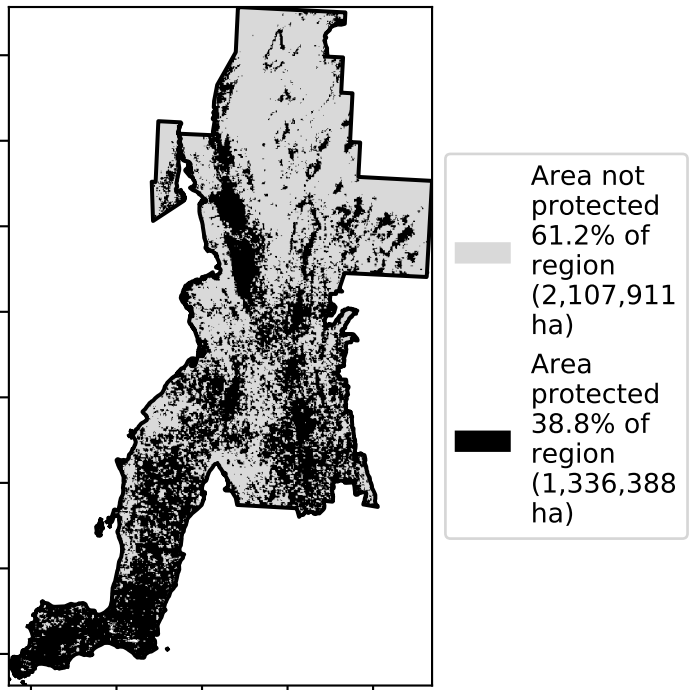 Area not
protected
61.2% of
region
(2,107,911
ha)
Area
protected
38.8% of
region
(1,336,388
ha)